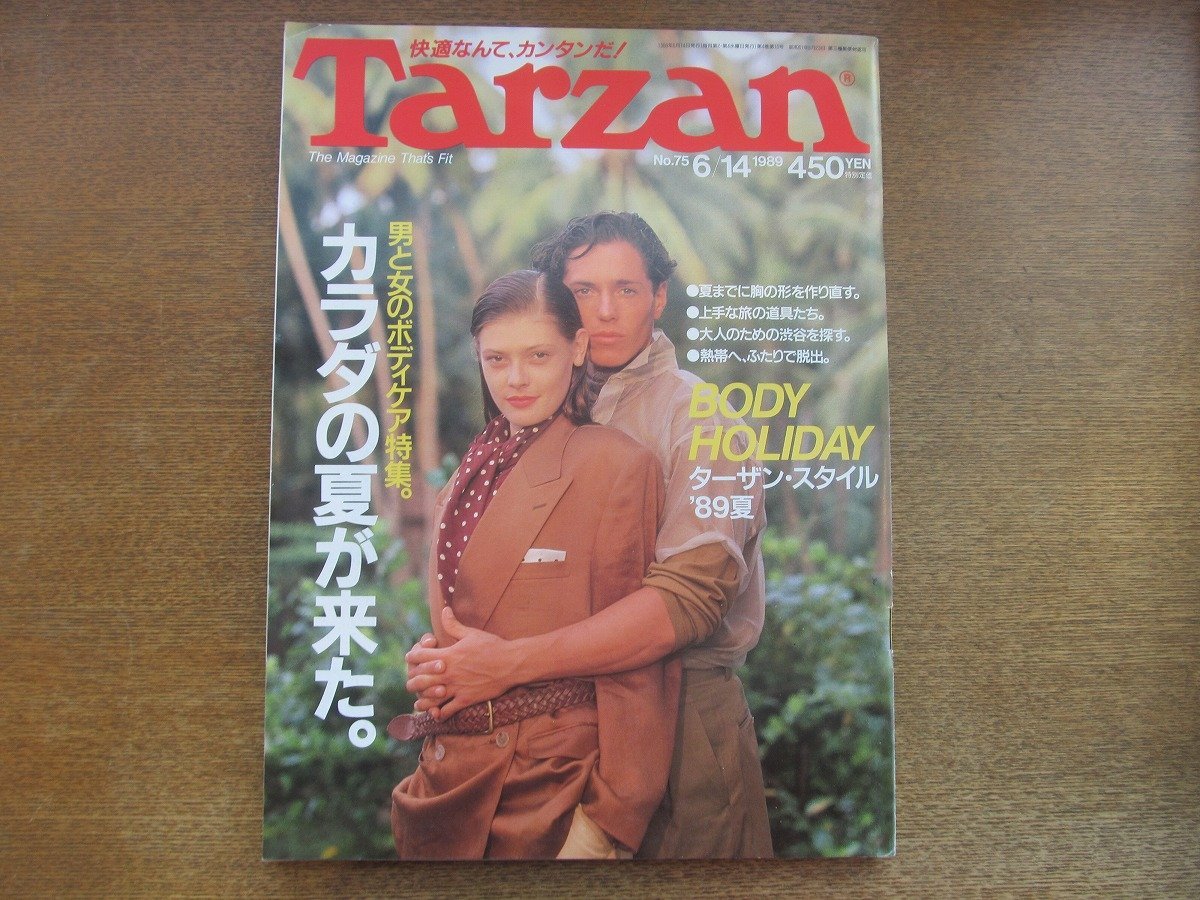 快適なんて、カンタンだ!
Tarzan®
The Magazine That's Fit
No.75 6/14 1989 450YEN
特別定価
男と女のボディケア特集。
カラダの夏が来た。
●夏までに胸の形を作り直す。
●上手な旅の道具たち。
●大人のための渋谷を探す。
●熱帯へ、ふたりで脱出。
BODY
HOLIDAY
ターザン・スタイル
'89夏